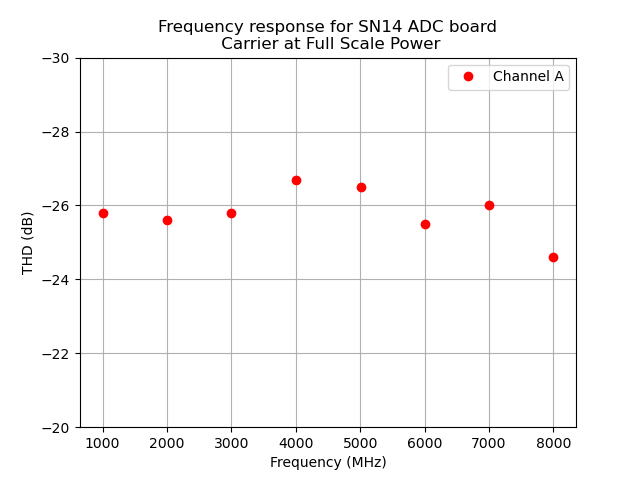 Frequency response for SN14 ADC board
Carrier at Full Scale Power
Channel A
−30
−28
−26
−24
−22
−20
THD (dB)
1000 2000 3000 4000 5000 6000 7000 8000
Frequency (MHz)